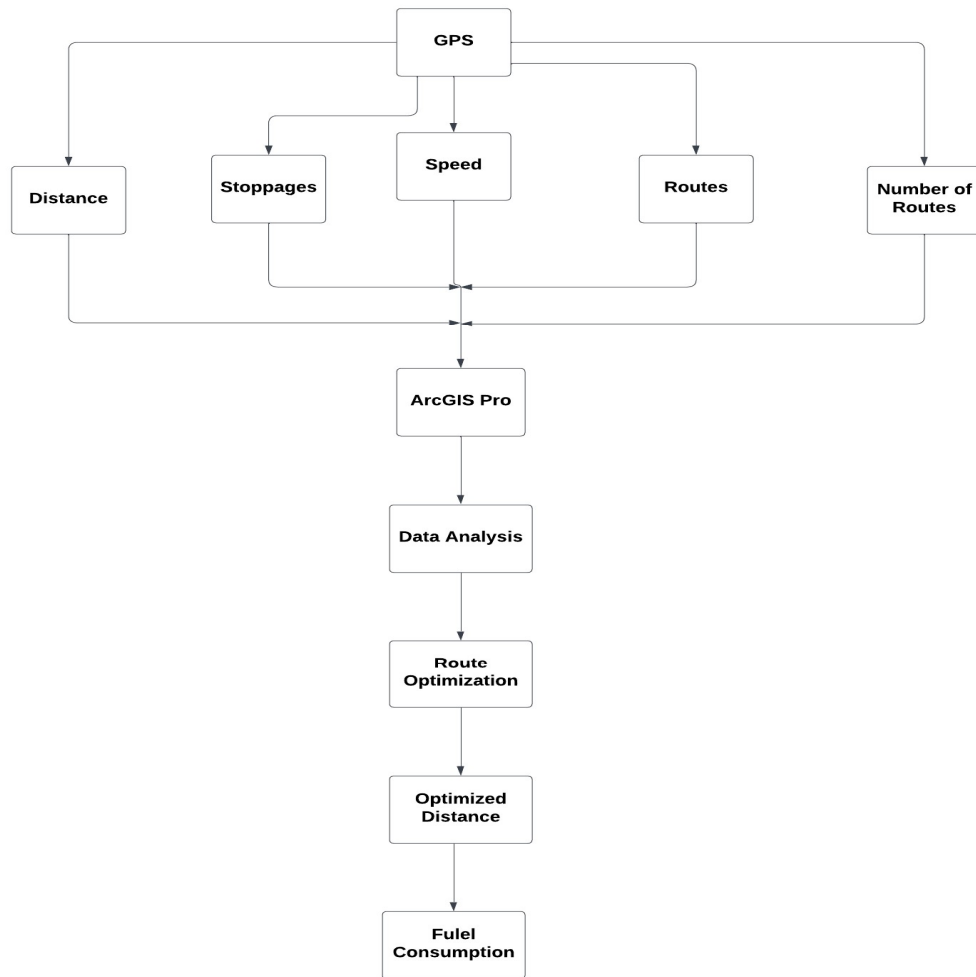 GPS
Distance
Stoppages
Speed
Routes
Number of
Routes
ArcGIS Pro
Data Analysis
Route
Optimization
Optimized
Distance
Fulel
Consumption